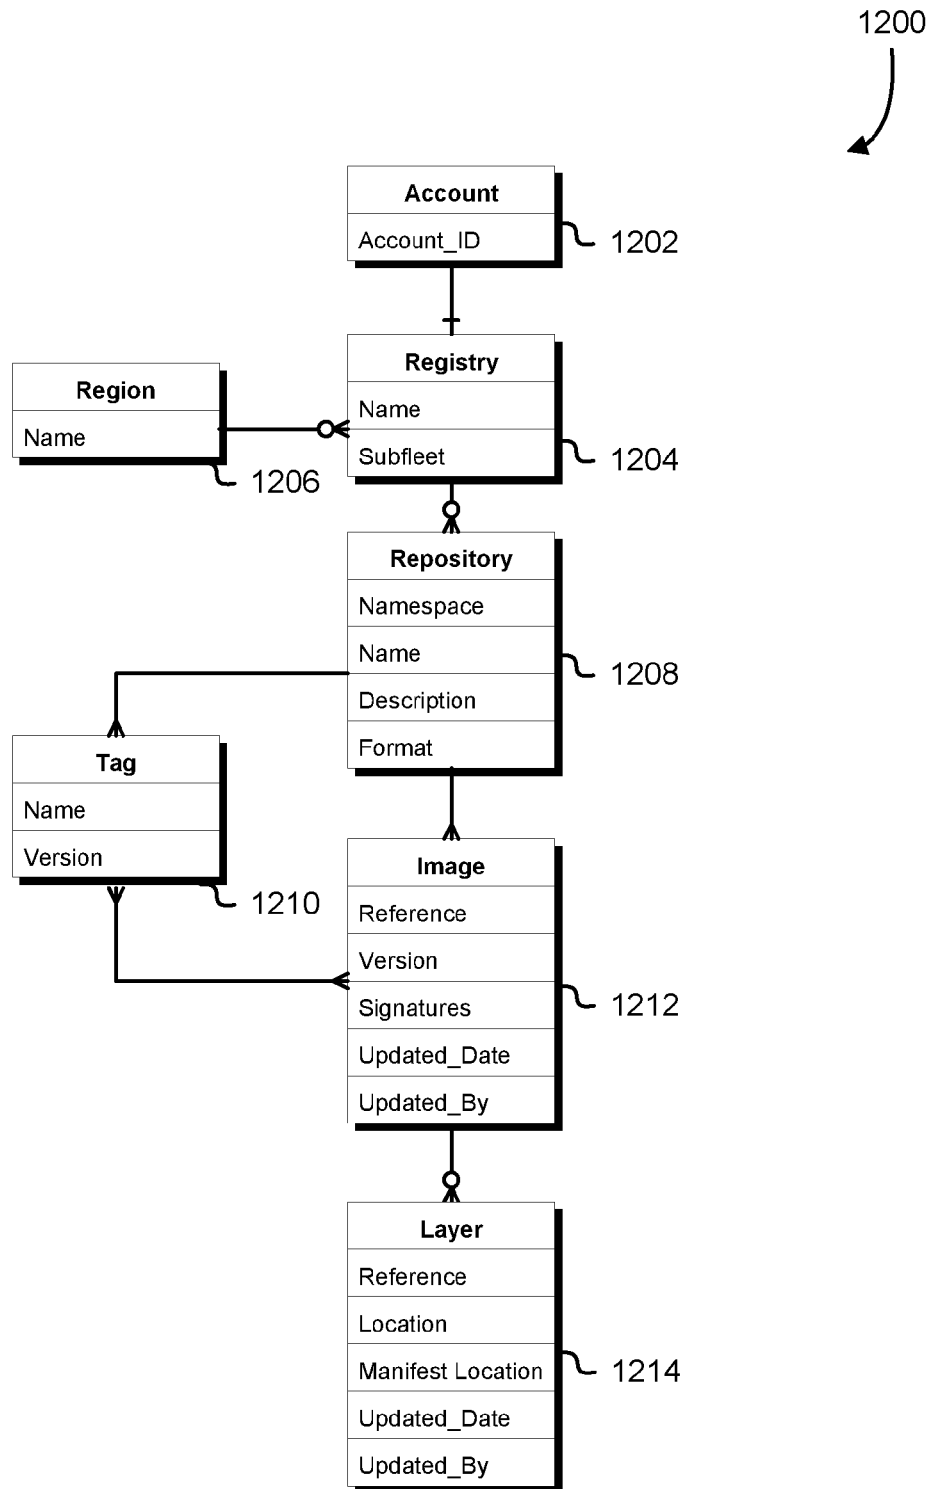 1200
Account
Account_ID
1202
Registry
Name
Subfleet
1204
Region
Name
1206
Repository
Namespace
Name
Description
Format
1208
Tag
Name
Version
1210
Image
Reference
Version
Signatures
Updated_Date
Updated_By
1212
Layer
Reference
Location
Manifest Location
Updated_Date
Updated_By
1214